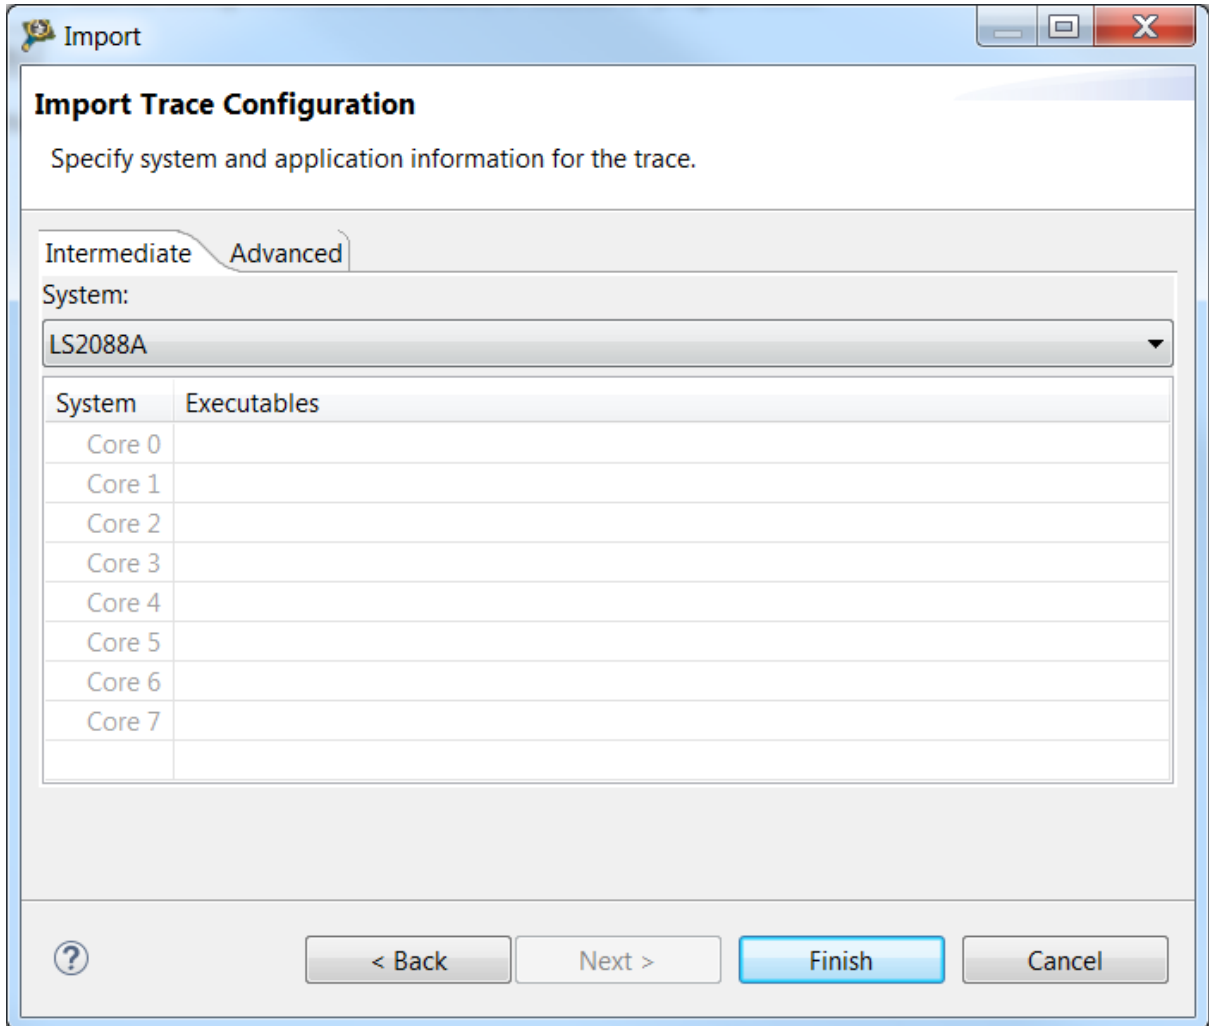 Import
Import Trace Configuration
Specify system and application information for the trace.
Intermediate Advanced
System:
LS2088A
System Executables
Core 0
Core 1
Core 2
Core 3
Core 4
Core 5
Core 6
Core 7
? < Back Next > Finish Cancel